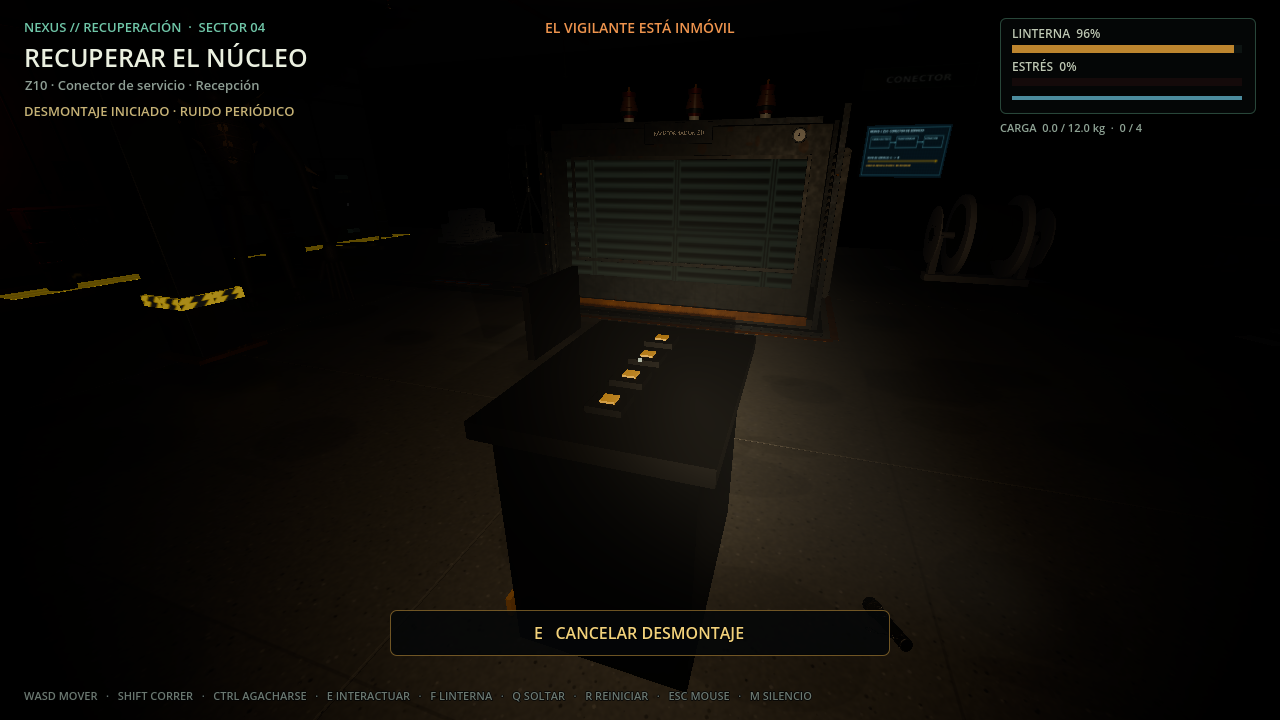 NEXUS // RECUPERACIÓN · SECTOR 04
RECUPERAR EL NÚCLEO
Z10 · Conector de servicio · Recepción
DESMONTAJE INICIADO · RUIDO PERIÓDICO
EL VIGILANTE ESTÁ INMÓVIL
LINTERNA 96%
ESTRÉS 0%
CARGA 0.0 / 12.0 kg · 0 / 4
CONECTOR
E CANCELAR DESMONTAJE
WASD MOVER · SHIFT CORRER · CTRL AGACHARSE · E INTERACTUAR · F LINTERNA · Q SOLTAR · R REINICIAR · ESC MOUSE · M SILENCIO